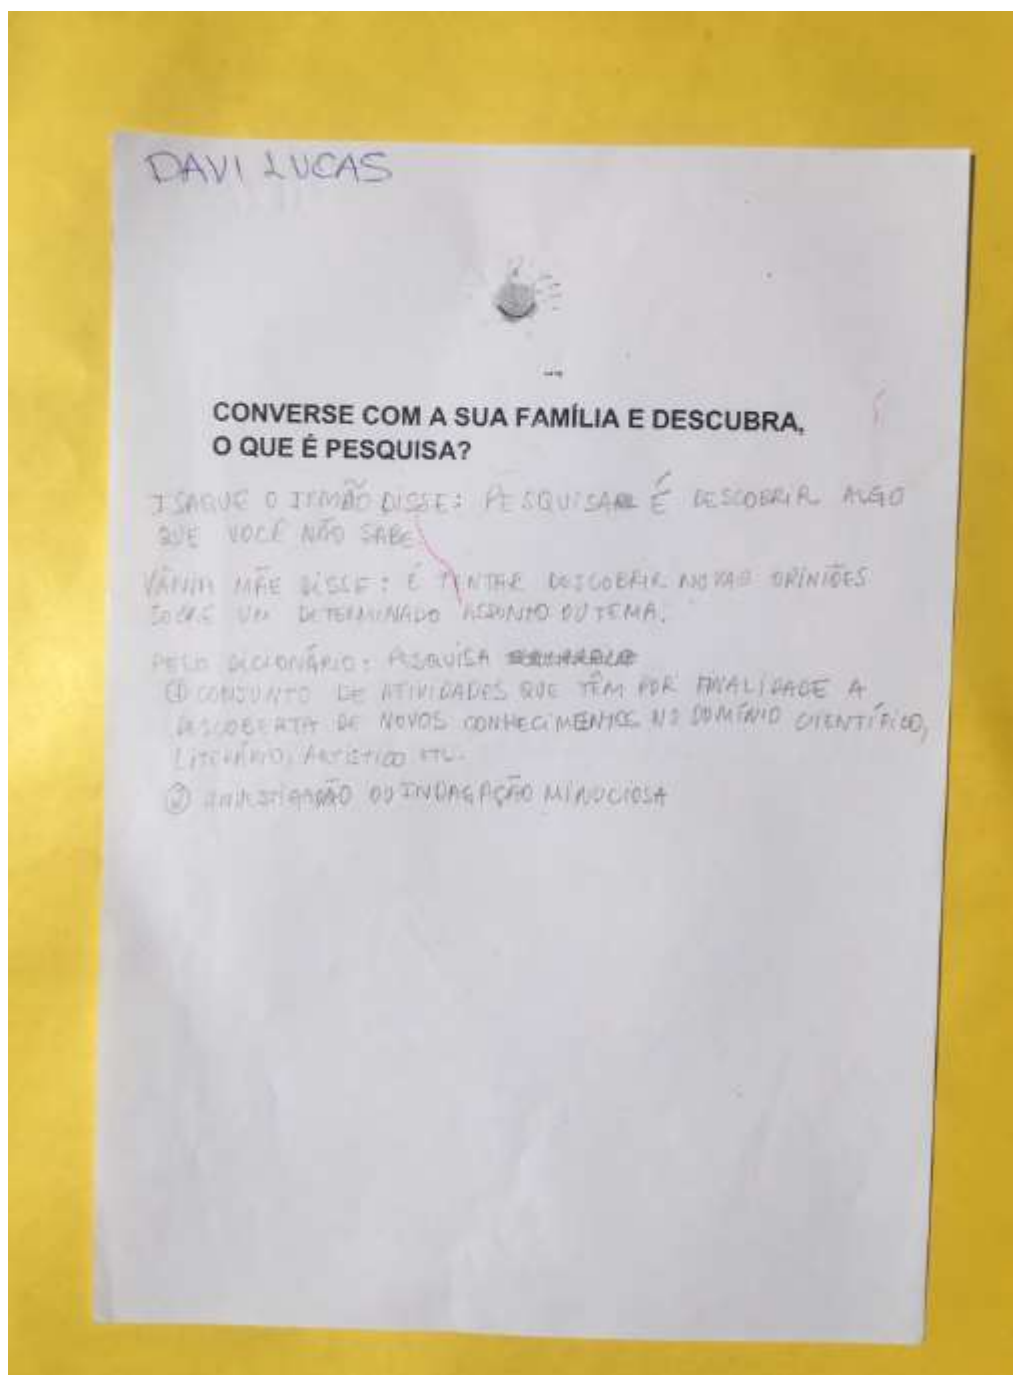 DAVI LUCAS
CONVERSE COM A SUA FAMÍLIA E DESCUBRA,
O QUE É PESQUISA?
ISAQUE O IRMÃO DISSE: PESQUISAR É DESCOBRIR ALGO
QUE VOCÊ NÃO SABE
VÂNIA MÃE DISSE: É TENTAR DESCOBRIR NOVAS OPINIÕES
SOBRE UM DETERMINADO ASSUNTO OU TEMA.
PELO DICIONÁRIO: PESQUISA
① CONJUNTO DE ATIVIDADES QUE TÊM POR FINALIDADE A
DESCOBERTA DE NOVOS CONHECIMENTOS NO DOMÍNIO CIENTÍFICO,
LITERÁRIO, ARTÍSTICO ETC.
② INVESTIGAÇÃO OU INDAGAÇÃO MINUCIOSA